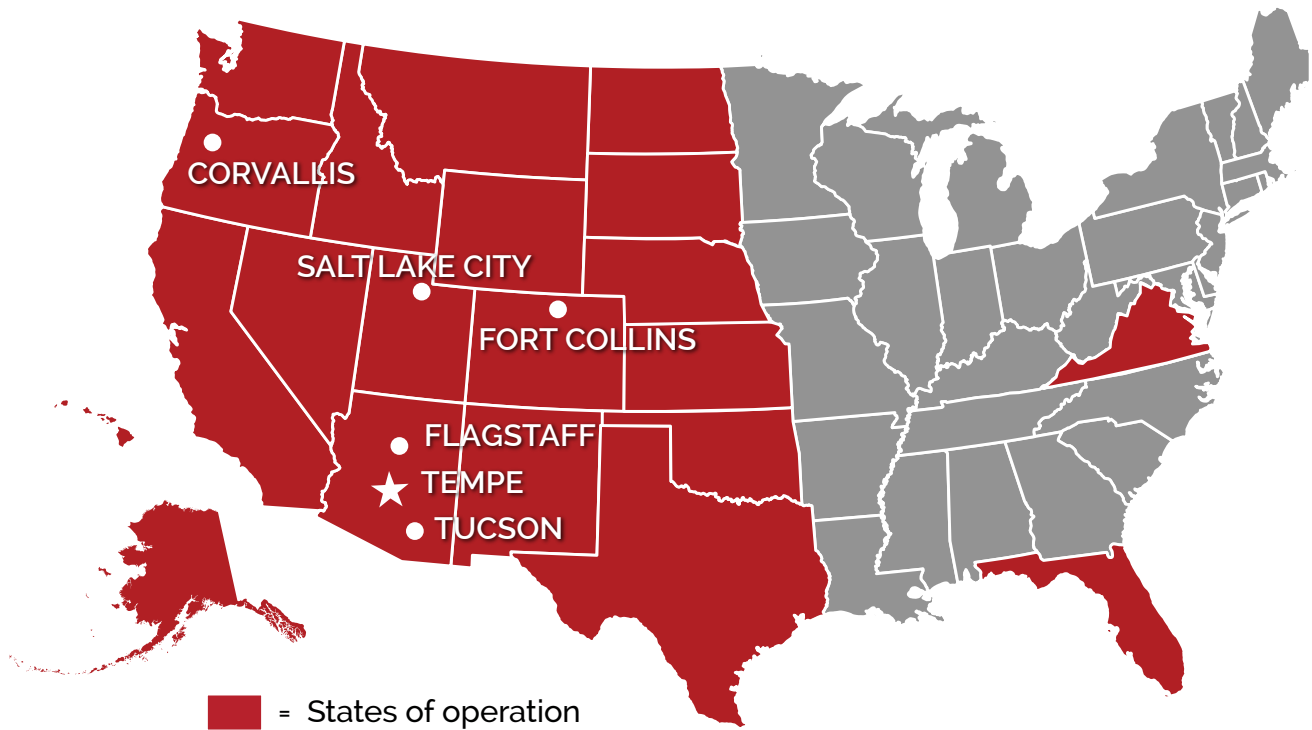 CORVALLIS
SALT LAKE CITY
FORT COLLINS
FLAGSTAFF
TEMPE
TUCSON
= States of operation